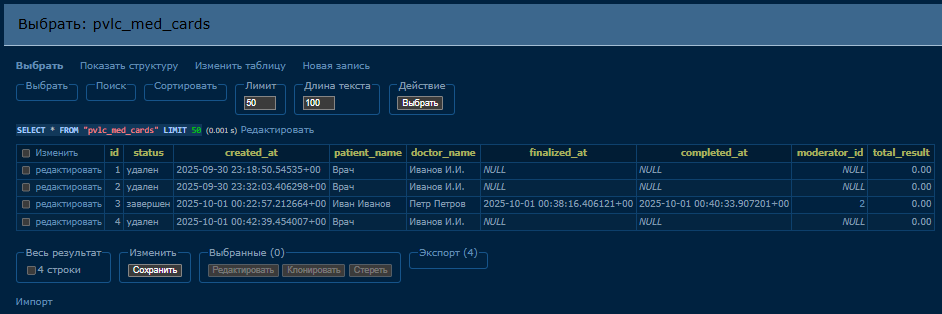 Выбрать: pvlc_med_cards
Выбрать Показать структуру Изменить таблицу Новая запись
Выбрать Поиск Сортировать Лимит Длина текста Действие
50 100 Выбрать
SELECT * FROM "pvlc_med_cards" LIMIT 50 (0.001 s) Редактировать
Изменить id status created_at patient_name doctor_name finalized_at completed_at moderator_id total_result
редактировать 1 удален 2025-09-30 23:18:50.54535+00 Врач Иванов И.И. NULL NULL NULL 0.00
редактировать 2 удален 2025-09-30 23:32:03.406298+00 Врач Иванов И.И. NULL NULL NULL 0.00
редактировать 3 завершен 2025-10-01 00:22:57.212664+00 Иван Иванов Петр Петров 2025-10-01 00:38:16.406121+00 2025-10-01 00:40:33.907201+00 2 0.00
редактировать 4 удален 2025-10-01 00:42:39.454007+00 Врач Иванов И.И. NULL NULL NULL 0.00
Весь результат Изменить Выбранные (0) Экспорт (4)
4 строки Сохранить Редактировать Клонировать Стереть
Импорт